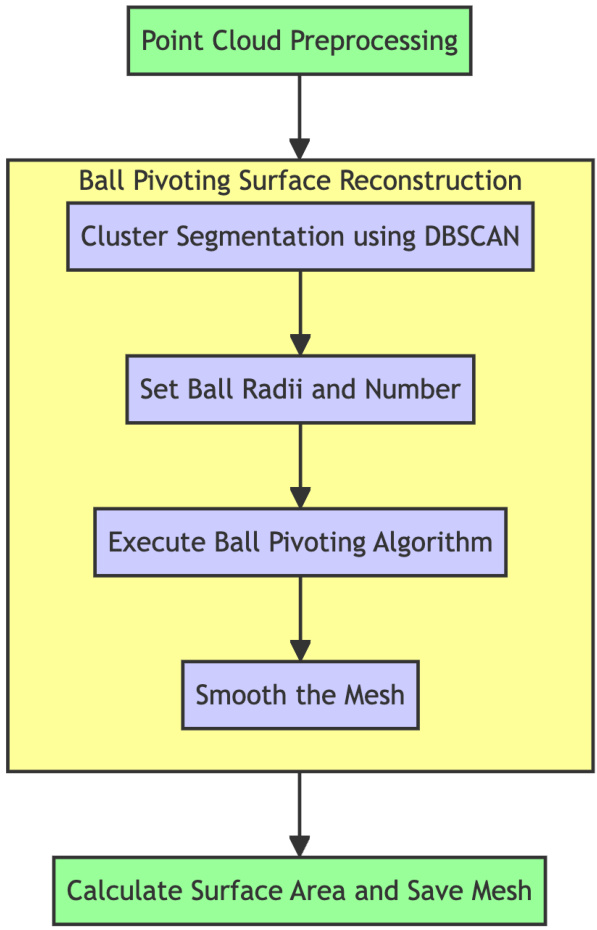 Point Cloud Preprocessing
Ball Pivoting Surface Reconstruction
Cluster Segmentation using DBSCAN
Set Ball Radii and Number
Execute Ball Pivoting Algorithm
Smooth the Mesh
Calculate Surface Area and Save Mesh